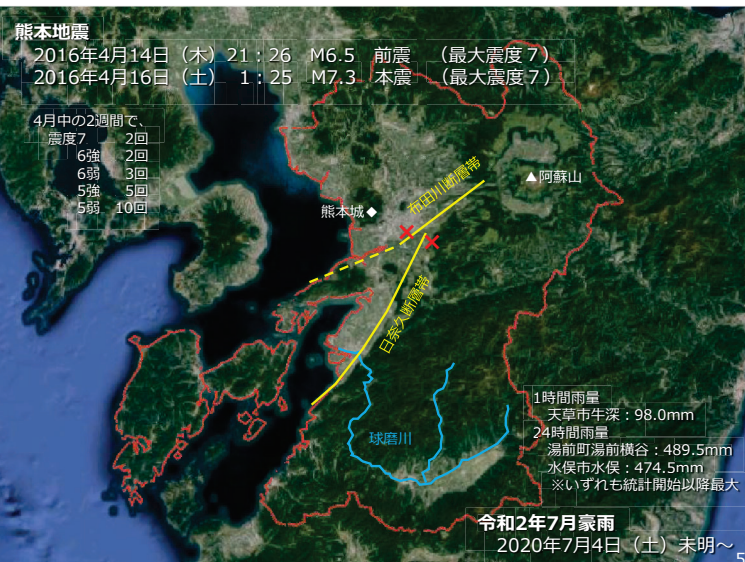 熊本地震
2016年4月14日（木）21：26 M6.5 前震 （最大震度７）
2016年4月16日（土） 1：25 M7.3 本震 （最大震度７）
4月中の2週間で、
震度7 2回
6強 2回
6弱 3回
5強 5回
5弱 10回
布田川断層帯
▲阿蘇山
熊本城◆
日奈久断層帯
球磨川
1時間雨量
天草市牛深：98.0mm
24時間雨量
湯前町湯前横谷：489.5mm
水俣市水俣：474.5mm
※いずれも統計開始以降最大
令和2年7月豪雨
2020年7月4日（土）未明～
5